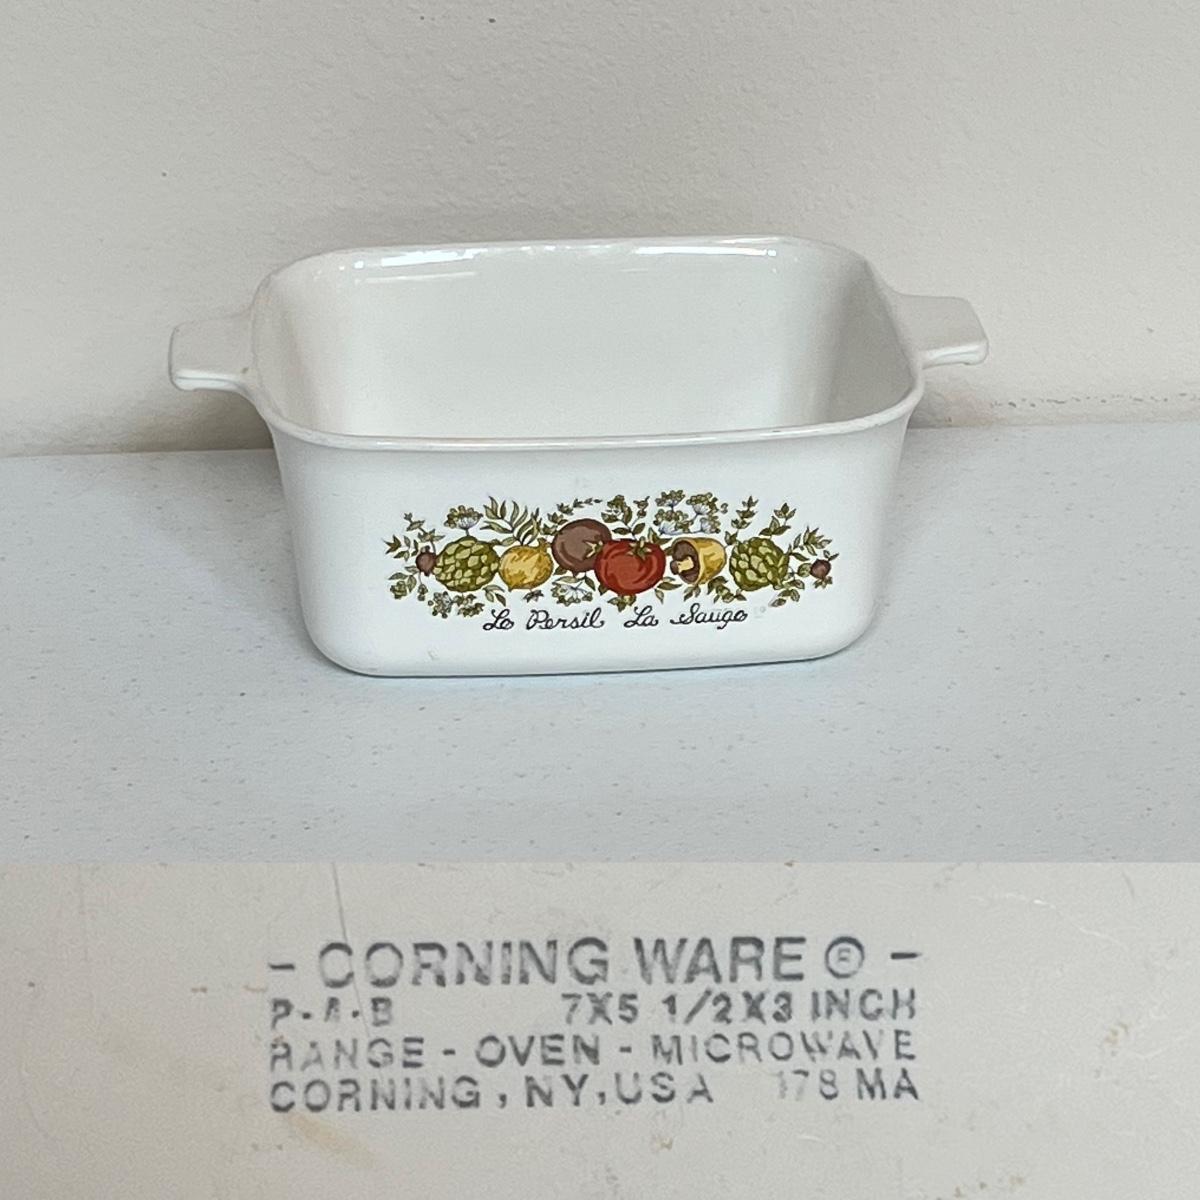 Le Persil La Sauge
- CORNING WARE ® -
P-4-B 7X5 1/2X3 INCH
RANGE - OVEN - MICROWAVE
CORNING, NY, USA 178 MA